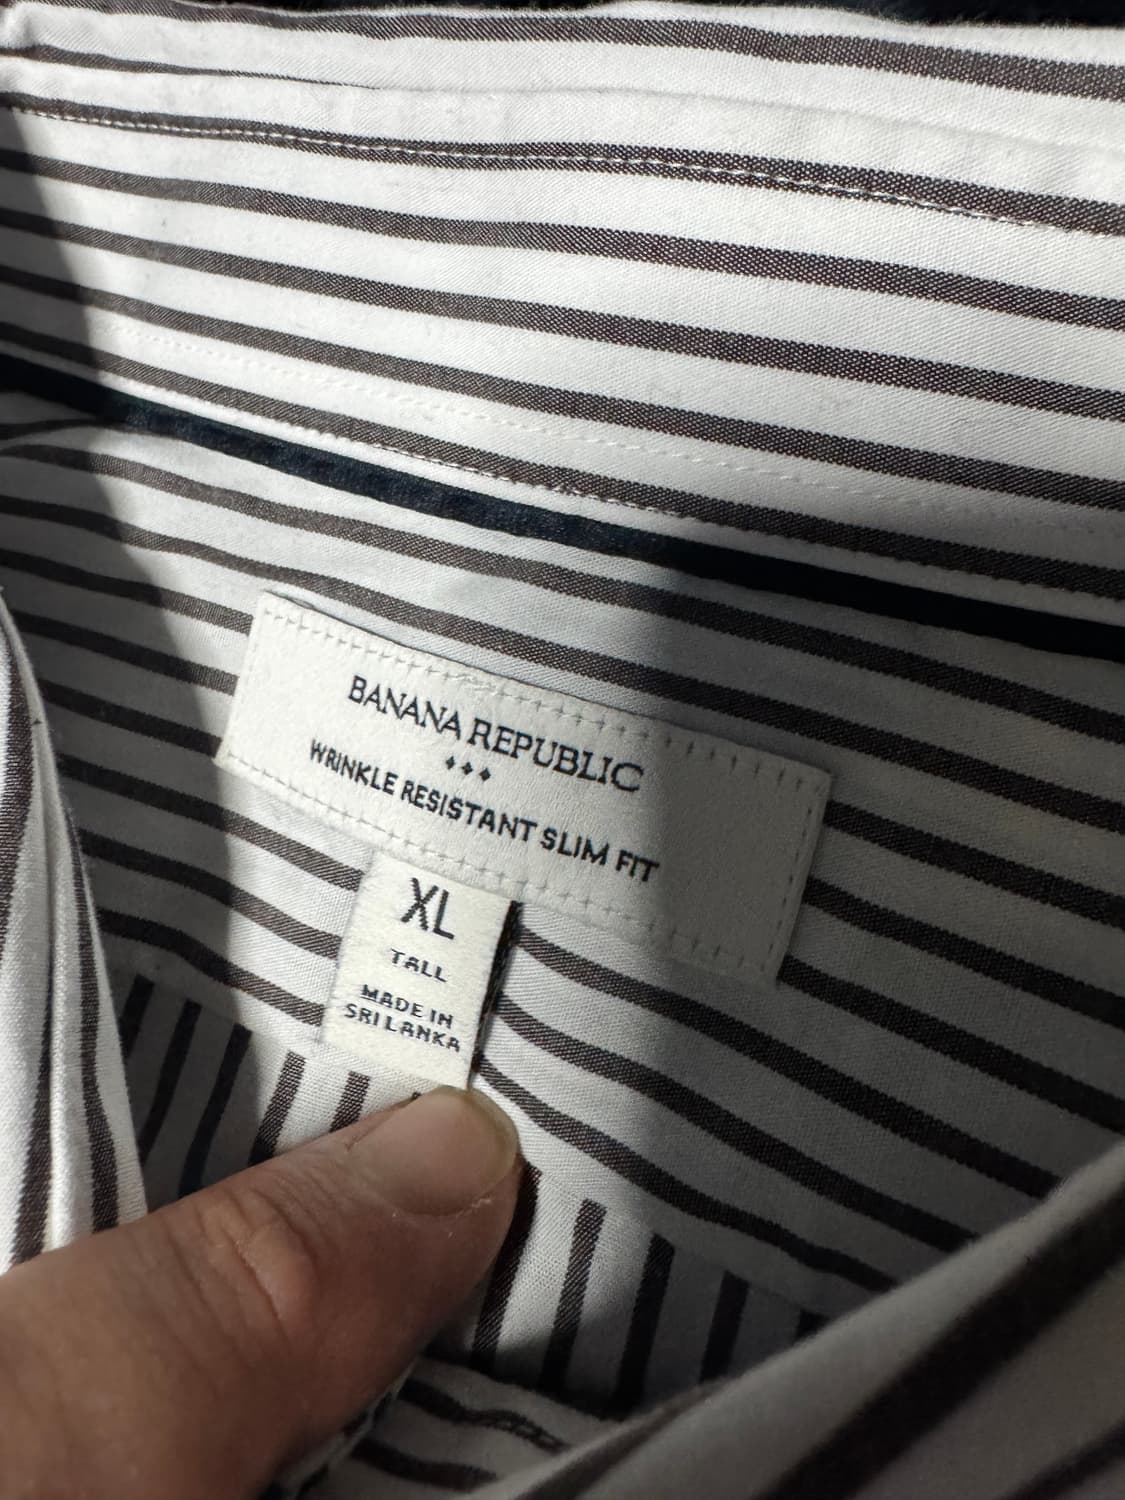 BANANA REPUBLIC
WRINKLE RESISTANT SLIM FIT
XL
TALL
MADE IN
SRI LANKA